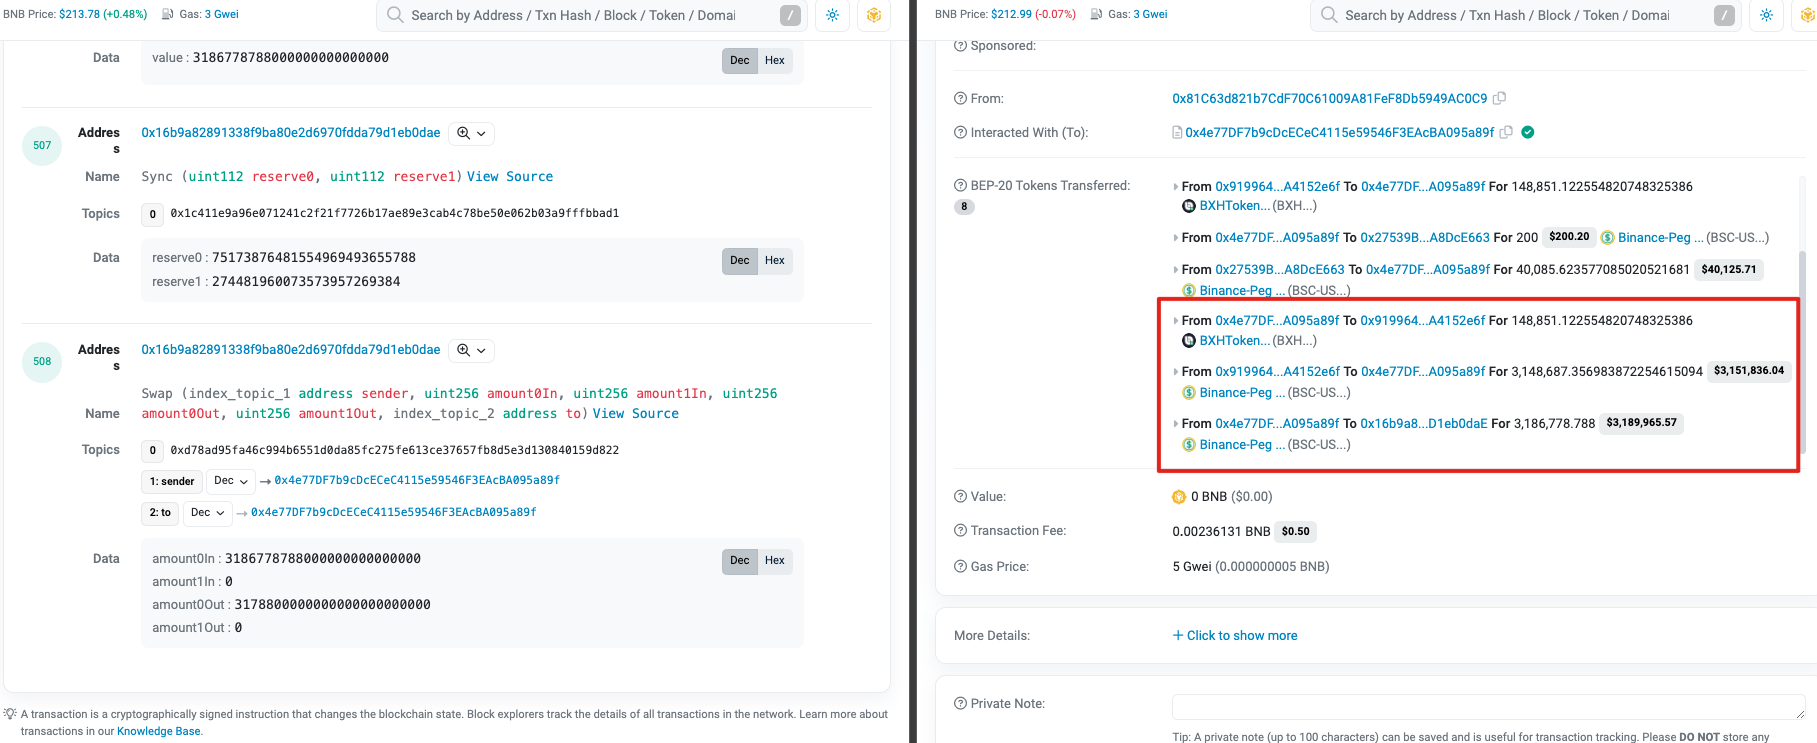 BNB Price: $213.78 (+0.48%) Gas: 3 Gwei
Search by Address / Txn Hash / Block / Token / Domai /
Data value : 3186778788000000000000000 Dec Hex
507 Address 0x16b9a82891338f9ba80e2d6970fdda79d1eb0dae
Name Sync (uint112 reserve0, uint112 reserve1) View Source
Topics 0 0x1c411e9a96e071241c2f21f7726b17ae89e3cab4c78be50e062b03a9fffbbad1
Data reserve0 : 75173876481554969493655788 Dec Hex
reserve1 : 274481960073573957269384
508 Address 0x16b9a82891338f9ba80e2d6970fdda79d1eb0dae
Swap (index_topic_1 address sender, uint256 amount0In, uint256 amount1In, uint256
Name amount0Out, uint256 amount1Out, index_topic_2 address to) View Source
Topics 0 0xd78ad95fa46c994b6551d0da85fc275fe613ce37657fb8d5e3d130840159d822
1: sender Dec → 0x4e77DF7b9cDcECeC4115e59546F3EAcBA095a89f
2: to Dec → 0x4e77DF7b9cDcECeC4115e59546F3EAcBA095a89f
Data amount0In : 3186778788000000000000000 Dec Hex
amount1In : 0
amount0Out : 3178800000000000000000000
amount1Out : 0
A transaction is a cryptographically signed instruction that changes the blockchain state. Block explorers track the details of all transactions in the network. Learn more about
transactions in our Knowledge Base.
BNB Price: $212.99 (-0.07%) Gas: 3 Gwei
Search by Address / Txn Hash / Block / Token / Domai /
Sponsored:
From: 0x81C63d821b7CdF70C61009A81FeF8Db5949AC0C9
Interacted With (To): 0x4e77DF7b9cDcECeC4115e59546F3EAcBA095a89f
BEP-20 Tokens Transferred: From 0x919964...A4152e6f To 0x4e77DF...A095a89f For 148,851.122554820748325386
8 BXHToken... (BXH...)
From 0x4e77DF...A095a89f To 0x27539B...A8DcE663 For 200 $200.20 Binance-Peg ... (BSC-US...)
From 0x27539B...A8DcE663 To 0x4e77DF...A095a89f For 40,085.623577085020521681 $40,125.71
Binance-Peg ... (BSC-US...)
From 0x4e77DF...A095a89f To 0x919964...A4152e6f For 148,851.122554820748325386
BXHToken... (BXH...)
From 0x919964...A4152e6f To 0x4e77DF...A095a89f For 3,148,687.356983872254615094 $3,151,836.04
Binance-Peg ... (BSC-US...)
From 0x4e77DF...A095a89f To 0x16b9a8...D1eb0daE For 3,186,778.788 $3,189,965.57
Binance-Peg ... (BSC-US...)
Value: 0 BNB ($0.00)
Transaction Fee: 0.00236131 BNB $0.50
Gas Price: 5 Gwei (0.000000005 BNB)
More Details: + Click to show more
Private Note:
Tip: A private note (up to 100 characters) can be saved and is useful for transaction tracking. Please DO NOT store any